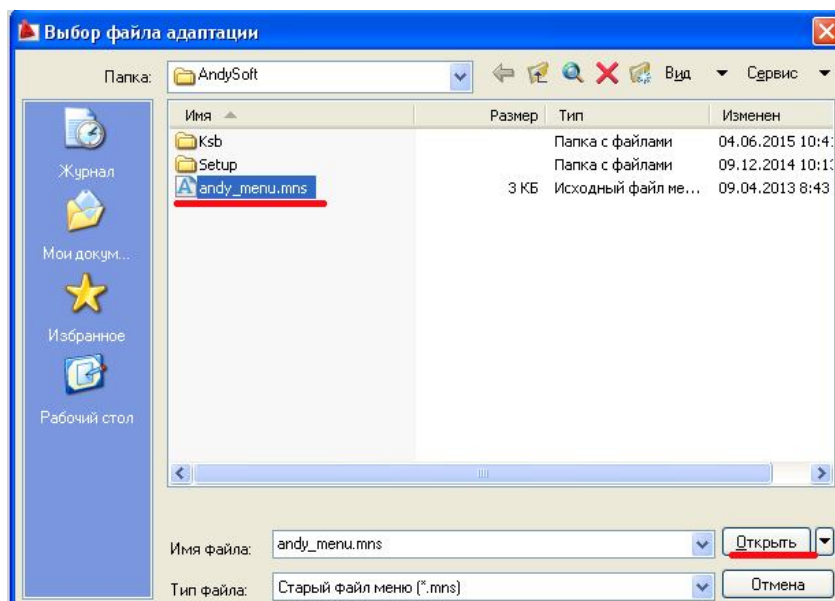 Выбор файла адаптации
Папка: AndySoft Вид Сервис
Имя Размер Тип Изменен
Ksb Папка с файлами 04.06.2015 10:4
Setup Папка с файлами 09.12.2014 10:1
andy_menu.mns 3 КБ Исходный файл ме... 09.04.2013 8:43
Журнал
Мои докум...
Избранное
Рабочий стол
Имя файла: andy_menu.mns Открыть
Тип файла: Старый файл меню (*.mns) Отмена